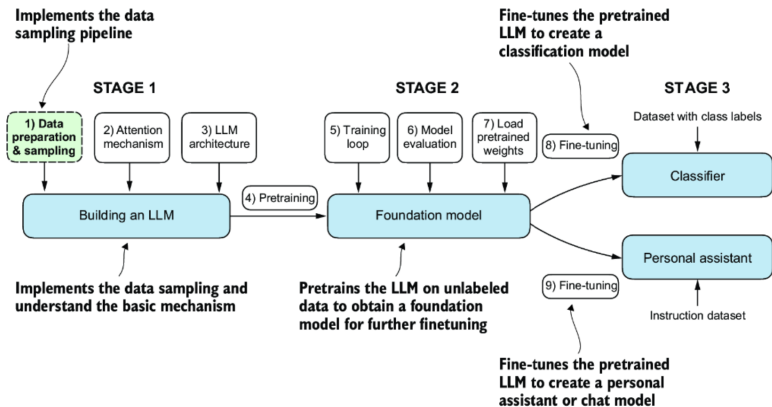 Implements the data
sampling pipeline
Fine-tunes the pretrained
LLM to create a
classification model
STAGE 1
STAGE 2
STAGE 3
1) Data
preparation
& sampling
2) Attention
mechanism
3) LLM
architecture
5) Training
loop
6) Model
evaluation
7) Load
pretrained
weights
8) Fine-tuning
Dataset with class labels
Classifier
4) Pretraining
Building an LLM
Foundation model
Personal assistant
Implements the data sampling and
understand the basic mechanism
Pretrains the LLM on unlabeled
data to obtain a foundation
model for further finetuning
9) Fine-tuning
Instruction dataset
Fine-tunes the pretrained
LLM to create a personal
assistant or chat model